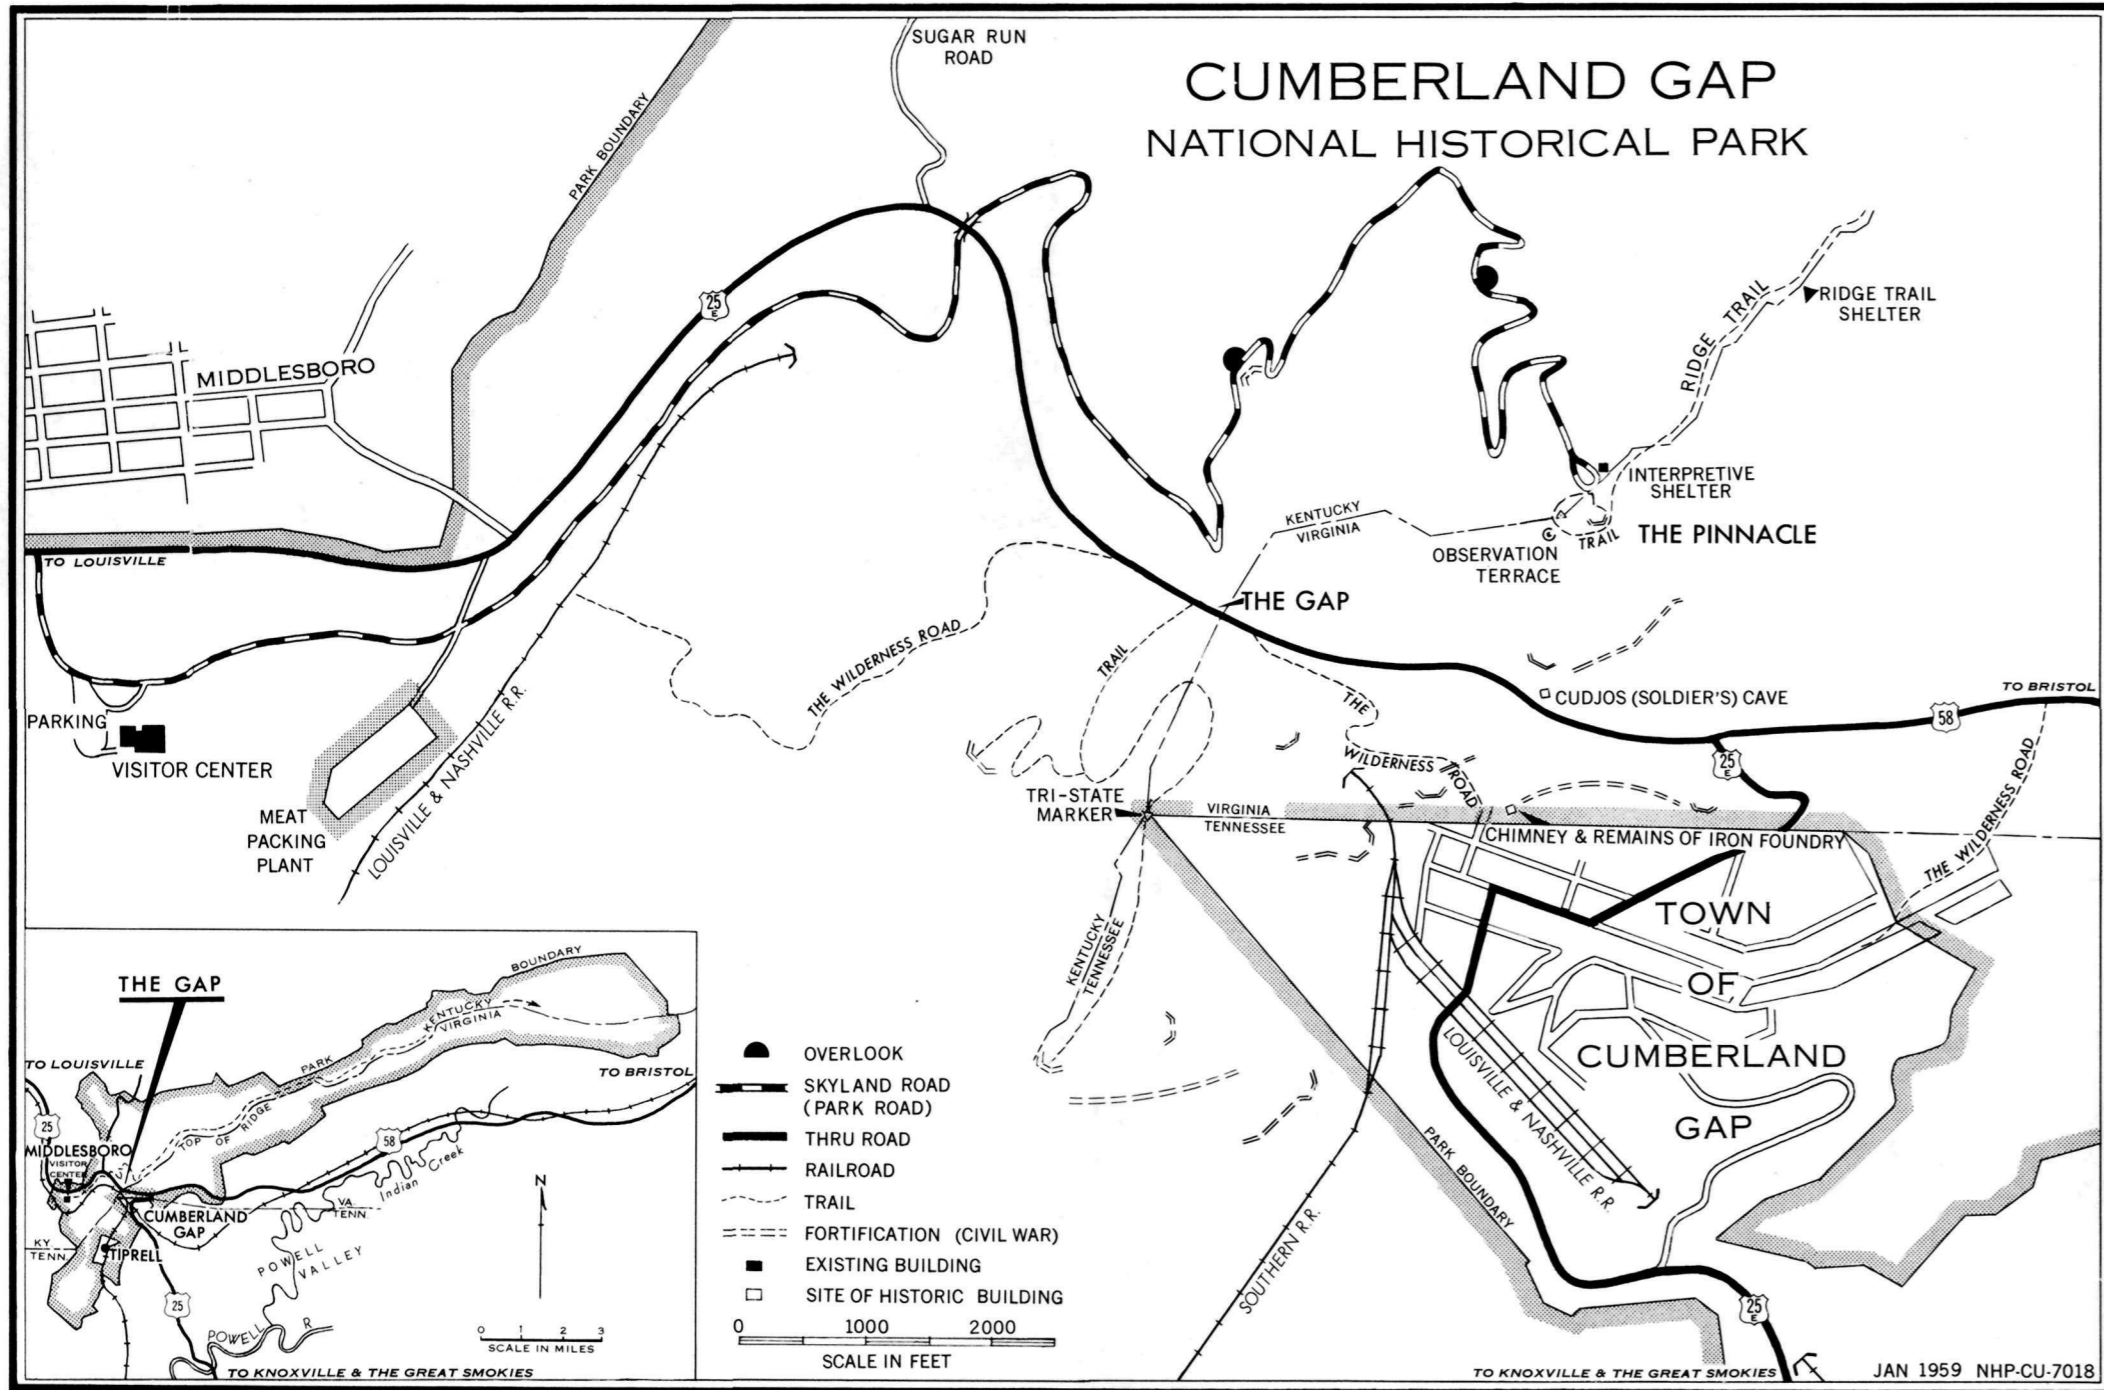 CUMBERLAND GAP
NATIONAL HISTORICAL PARK
SUGAR RUN
ROAD
PARK BOUNDARY
25
E
MIDDLESBORO
RIDGE TRAIL
RIDGE TRAIL
SHELTER
INTERPRETIVE
SHELTER
KENTUCKY
VIRGINIA
TRAIL
THE PINNACLE
OBSERVATION
TERRACE
TO LOUISVILLE
THE GAP
THE WILDERNESS ROAD
TRAIL
THE
WILDERNESS
ROAD
CUDJOS (SOLDIER'S) CAVE
TO BRISTOL
58
25
E
PARKING
VISITOR CENTER
MEAT
PACKING
PLANT
LOUISVILLE & NASHVILLE R.R.
TRI-STATE
MARKER
VIRGINIA
TENNESSEE
CHIMNEY & REMAINS OF IRON FOUNDRY
THE WILDERNESS ROAD
KENTUCKY
TENNESSEE
TOWN
OF
CUMBERLAND
GAP
LOUISVILLE & NASHVILLE R.R.
PARK BOUNDARY
SOUTHERN R.R.
25
E
TO KNOXVILLE & THE GREAT SMOKIES
JAN 1959 NHP-CU-7018
THE GAP
BOUNDARY
KENTUCKY
VIRGINIA
PARK
TO LOUISVILLE
TO BRISTOL
TOP OF RIDGE
25
58
MIDDLESBORO
VISITOR
CENTER
Indian Creek
VA.
TENN.
CUMBERLAND
GAP
KY.
TENN.
TIPRELL
POWELL
VALLEY
25
POWELL R
N
0 1 2 3
SCALE IN MILES
TO KNOXVILLE & THE GREAT SMOKIES
OVERLOOK
SKYLAND ROAD
(PARK ROAD)
THRU ROAD
RAILROAD
TRAIL
FORTIFICATION (CIVIL WAR)
EXISTING BUILDING
SITE OF HISTORIC BUILDING
0 1000 2000
SCALE IN FEET